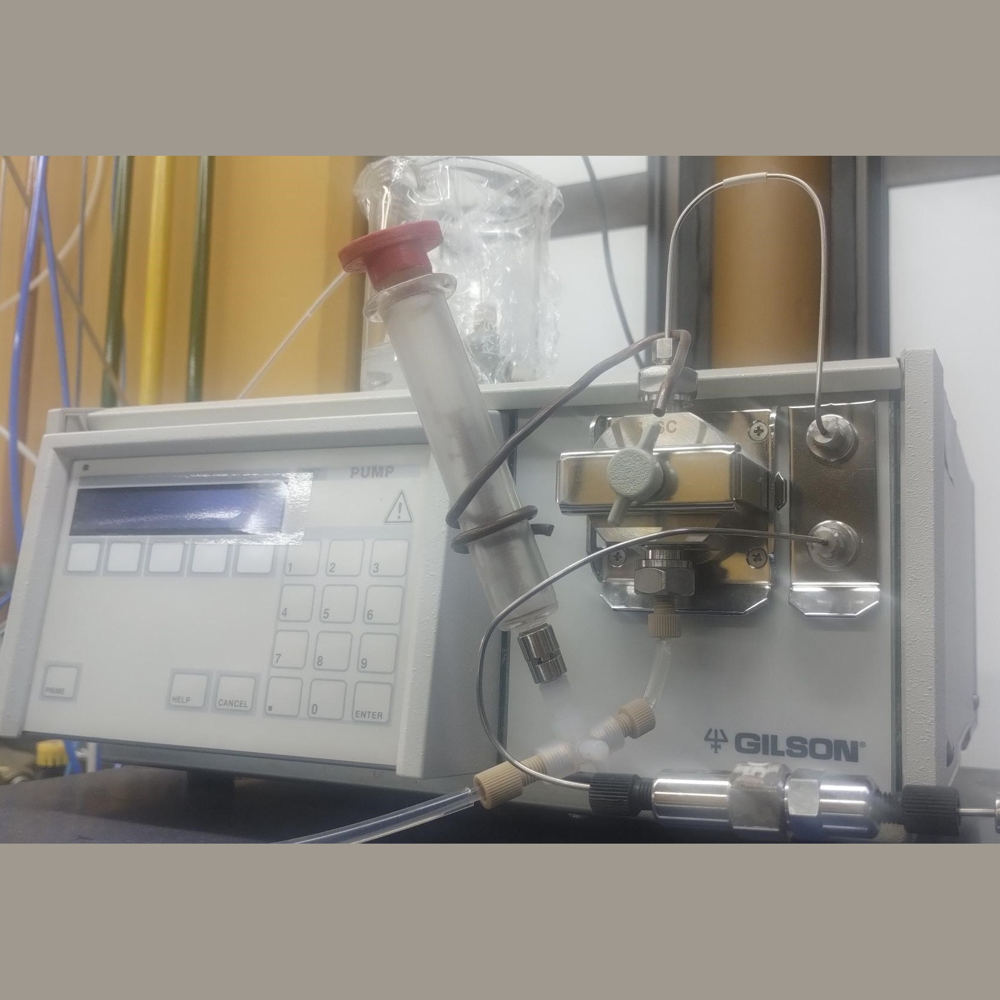 PUMP
1 2 3
4 5 6
7 8 9
PRIME
HELP CANCEL . 0 ENTER
GILSON®